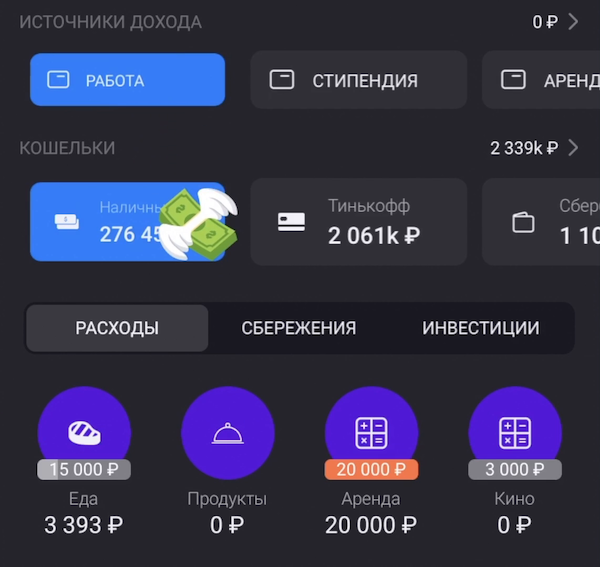 ИСТОЧНИКИ ДОХОДА 0 ₽
РАБОТА
СТИПЕНДИЯ
АРЕНД
КОШЕЛЬКИ 2 339k ₽
Наличны
276 45
Тинькофф
2 061k ₽
Сбер
1 10
РАСХОДЫ СБЕРЕЖЕНИЯ ИНВЕСТИЦИИ
15 000 ₽ 20 000 ₽ 3 000 ₽
Еда Продукты Аренда Кино
3 393 ₽ 0 ₽ 20 000 ₽ 0 ₽